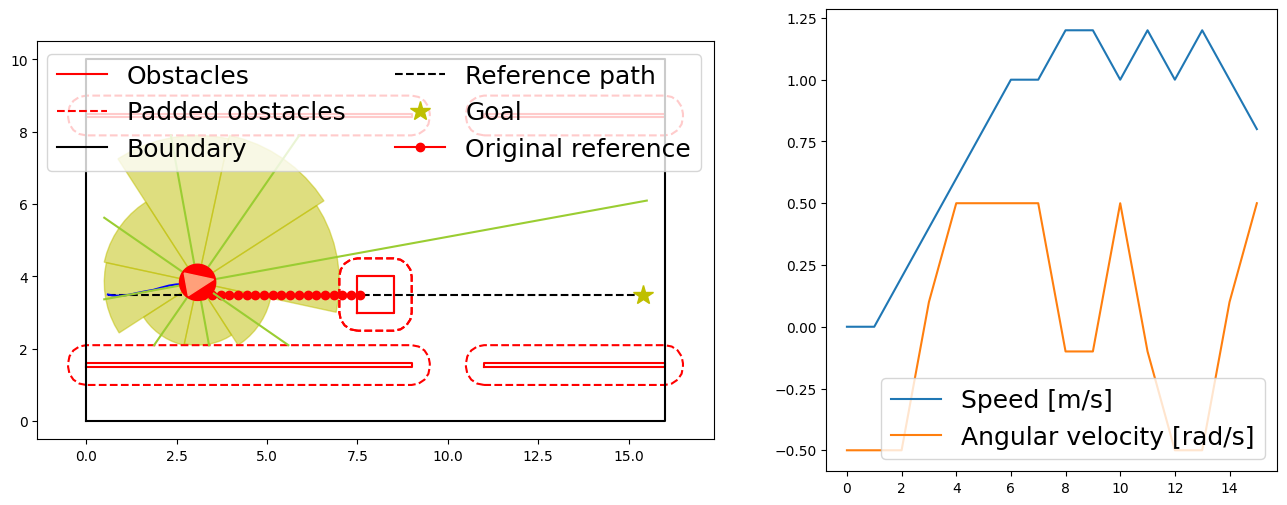 Obstacles
Padded obstacles
Boundary
Reference path
Goal
Original reference
10
8
6
4
2
0
0.0 2.5 5.0 7.5 10.0 12.5 15.0
1.25
1.00
0.75
0.50
0.25
0.00
−0.25
−0.50
Speed [m/s]
Angular velocity [rad/s]
0 2 4 6 8 10 12 14